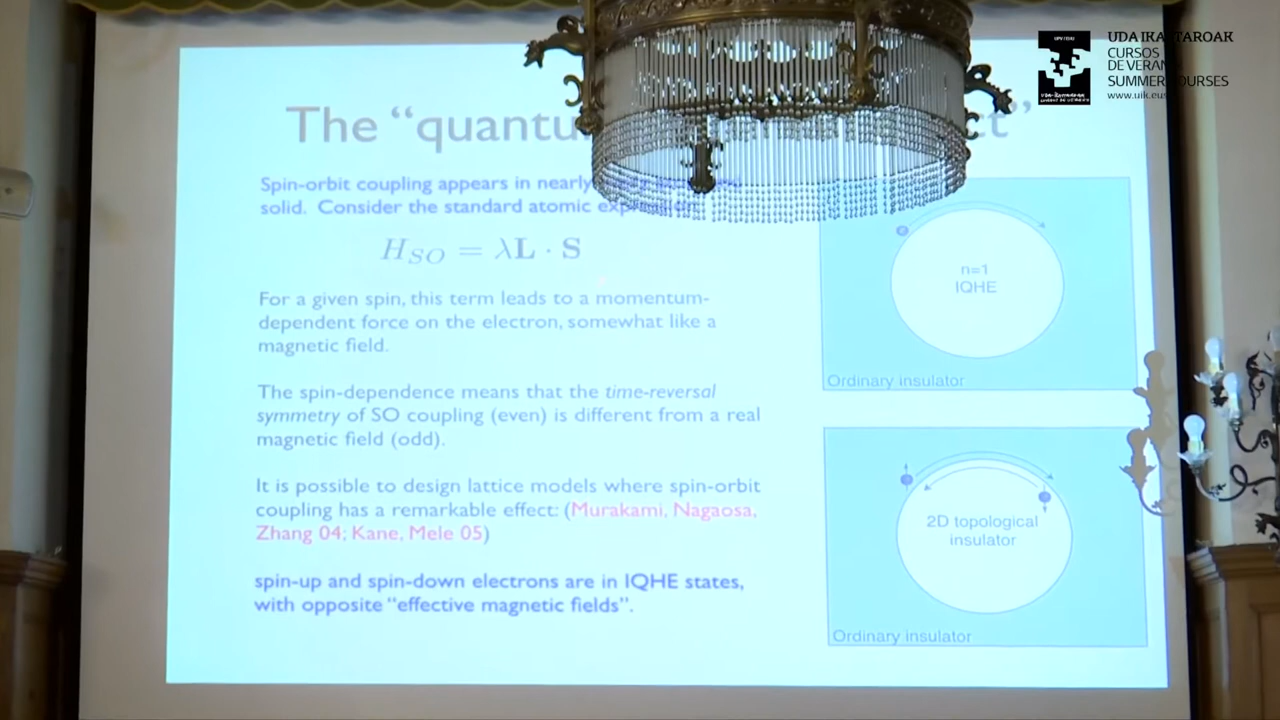 The “quantu ct”
Spin-orbit coupling appears in nearly
solid. Consider the standard atomic
H_SO = λL · S
For a given spin, this term leads to a momentum-
dependent force on the electron, somewhat like a
magnetic field.
The spin-dependence means that the time-reversal
symmetry of SO coupling (even) is different from a real
magnetic field (odd).
It is possible to design lattice models where spin-orbit
coupling has a remarkable effect: (Murakami, Nagaosa,
Zhang 04; Kane, Mele 05)
spin-up and spin-down electrons are in IQHE states,
with opposite “effective magnetic fields”.
e
n=1
IQHE
Ordinary insulator
2D topological
insulator
Ordinary insulator
UDA IKASTAROAK
CURSOS
DE VERANO
SUMMER COURSES
www.uik.eus